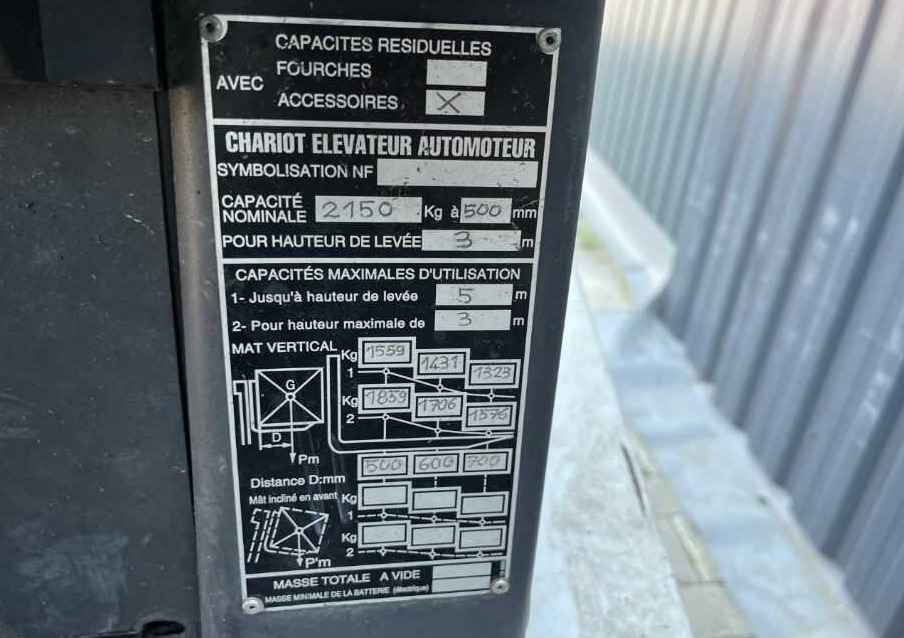 CAPACITES RESIDUELLES
AVEC FOURCHES
ACCESSOIRES X
CHARIOT ELEVATEUR AUTOMOTEUR
SYMBOLISATION NF
CAPACITÉ NOMINALE 2150 Kg à 500 mm
POUR HAUTEUR DE LEVÉE 3 m
CAPACITÉS MAXIMALES D'UTILISATION
1- Jusqu'à hauteur de levée 5 m
2- Pour hauteur maximale de 3 m
MAT VERTICAL
Kg 1559 1431 1323
1
Kg 1839 1706 1576
2
G
D
Pm
500 600 700
Distance D:mm
Mât incliné en avant
Kg
1
Kg
2
P'm
MASSE TOTALE A VIDE
MASSE MINIMALE DE LA BATTERIE (électrique)